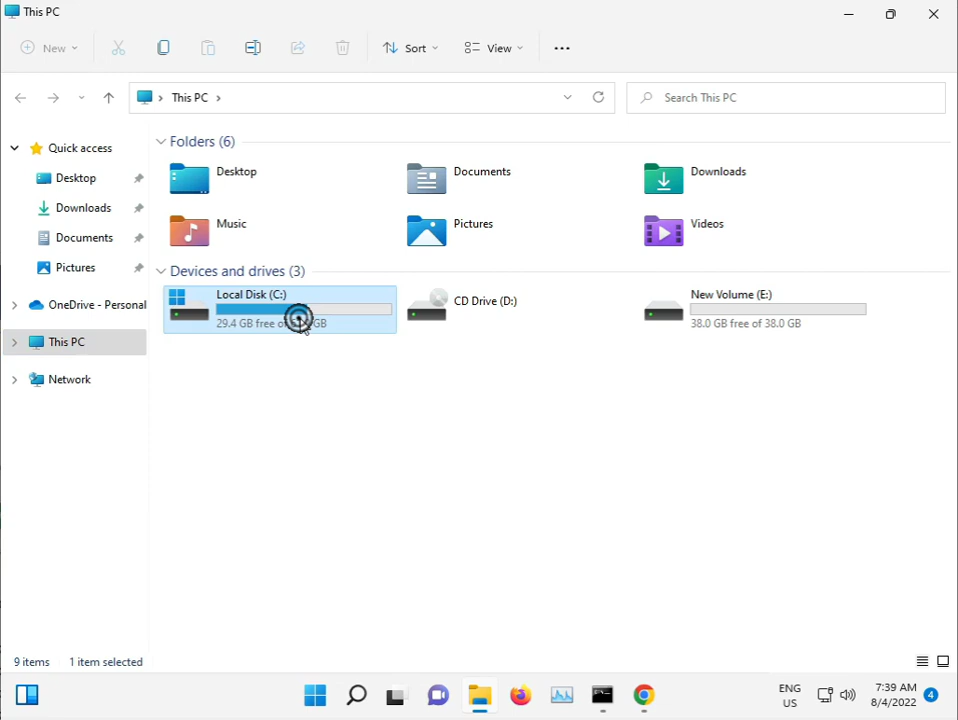 This PC
New
Sort
View
This PC
Search This PC
Quick access
Desktop
Downloads
Documents
Pictures
OneDrive - Personal
This PC
Network
Folders (6)
Desktop
Documents
Downloads
Music
Pictures
Videos
Devices and drives (3)
Local Disk (C:)
29.4 GB free of GB
CD Drive (D:)
New Volume (E:)
38.0 GB free of 38.0 GB
9 items
1 item selected
ENG
US
7:39 AM
8/4/2022
4